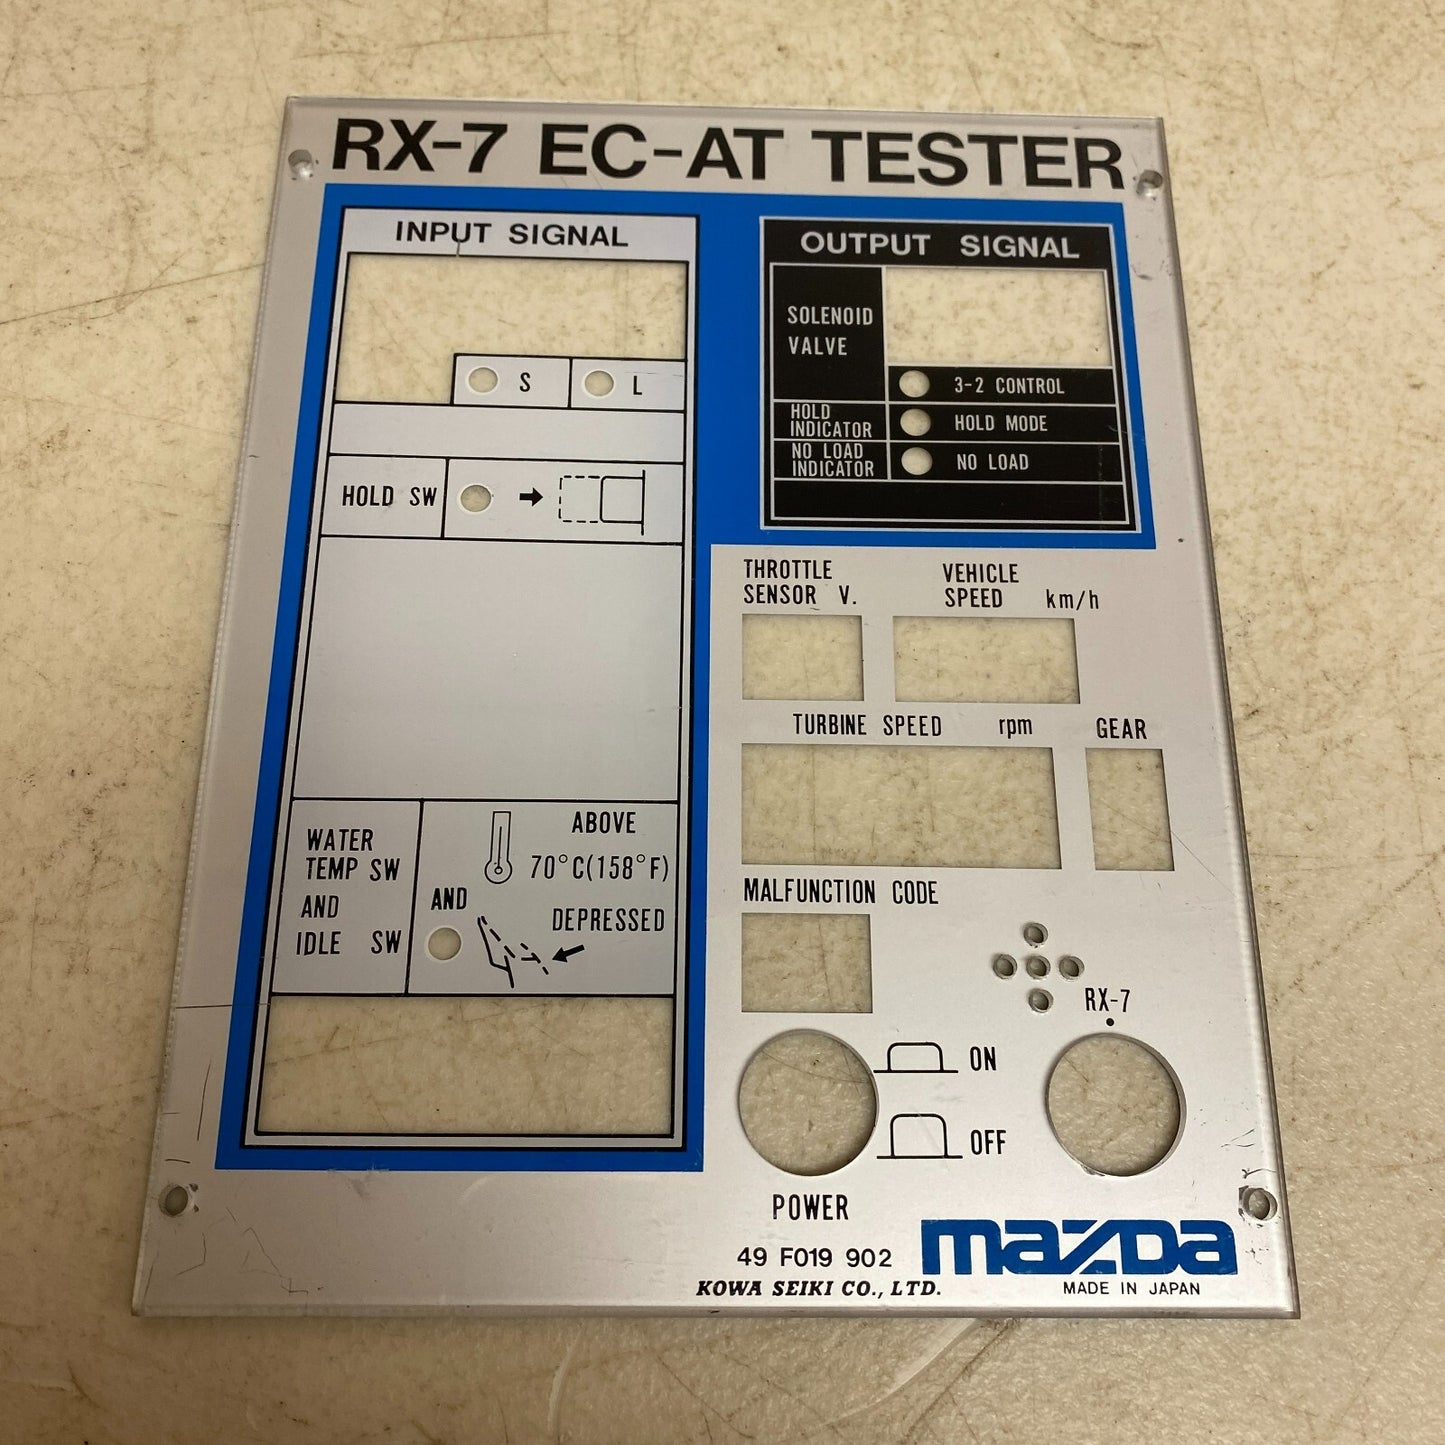 RX-7 EC-AT TESTER
INPUT SIGNAL
S L
HOLD SW
WATER
TEMP SW
AND
IDLE SW
ABOVE
70°C(158°F)
AND
DEPRESSED
OUTPUT SIGNAL
SOLENOID
VALVE
3-2 CONTROL
HOLD
INDICATOR
HOLD MODE
NO LOAD
INDICATOR
NO LOAD
THROTTLE
SENSOR V.
VEHICLE
SPEED km/h
TURBINE SPEED rpm
GEAR
MALFUNCTION CODE
RX-7
ON
OFF
POWER
49 F019 902
KOWA SEIKI CO., LTD.
mazda
MADE IN JAPAN